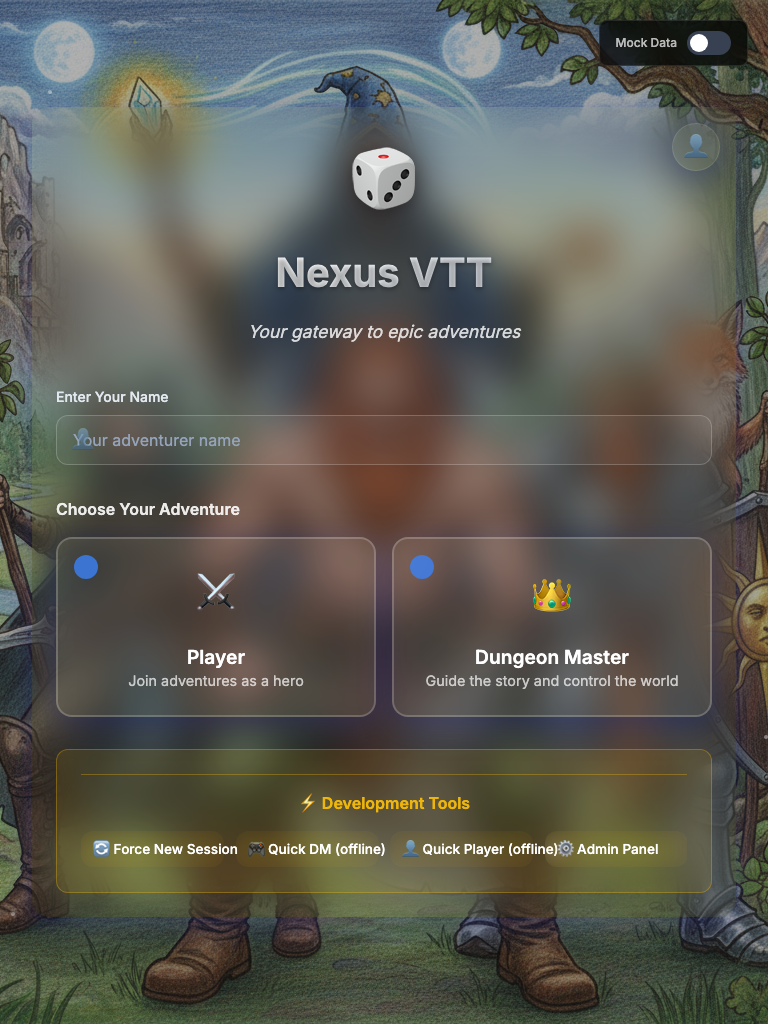 Mock Data
Nexus VTT
Your gateway to epic adventures
Enter Your Name
Your adventurer name
Choose Your Adventure
Player
Join adventures as a hero
Dungeon Master
Guide the story and control the world
⚡ Development Tools
🔄 Force New Session 🎮 Quick DM (offline) 👤 Quick Player (offline) ⚙️ Admin Panel